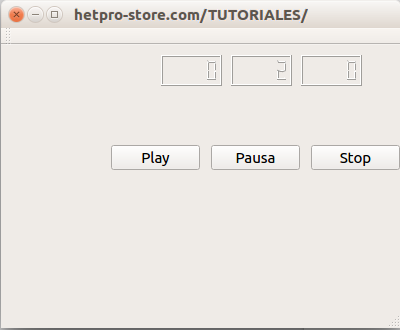 hetpro-store.com/TUTORIALES/
0 2 0
Play Pausa Stop